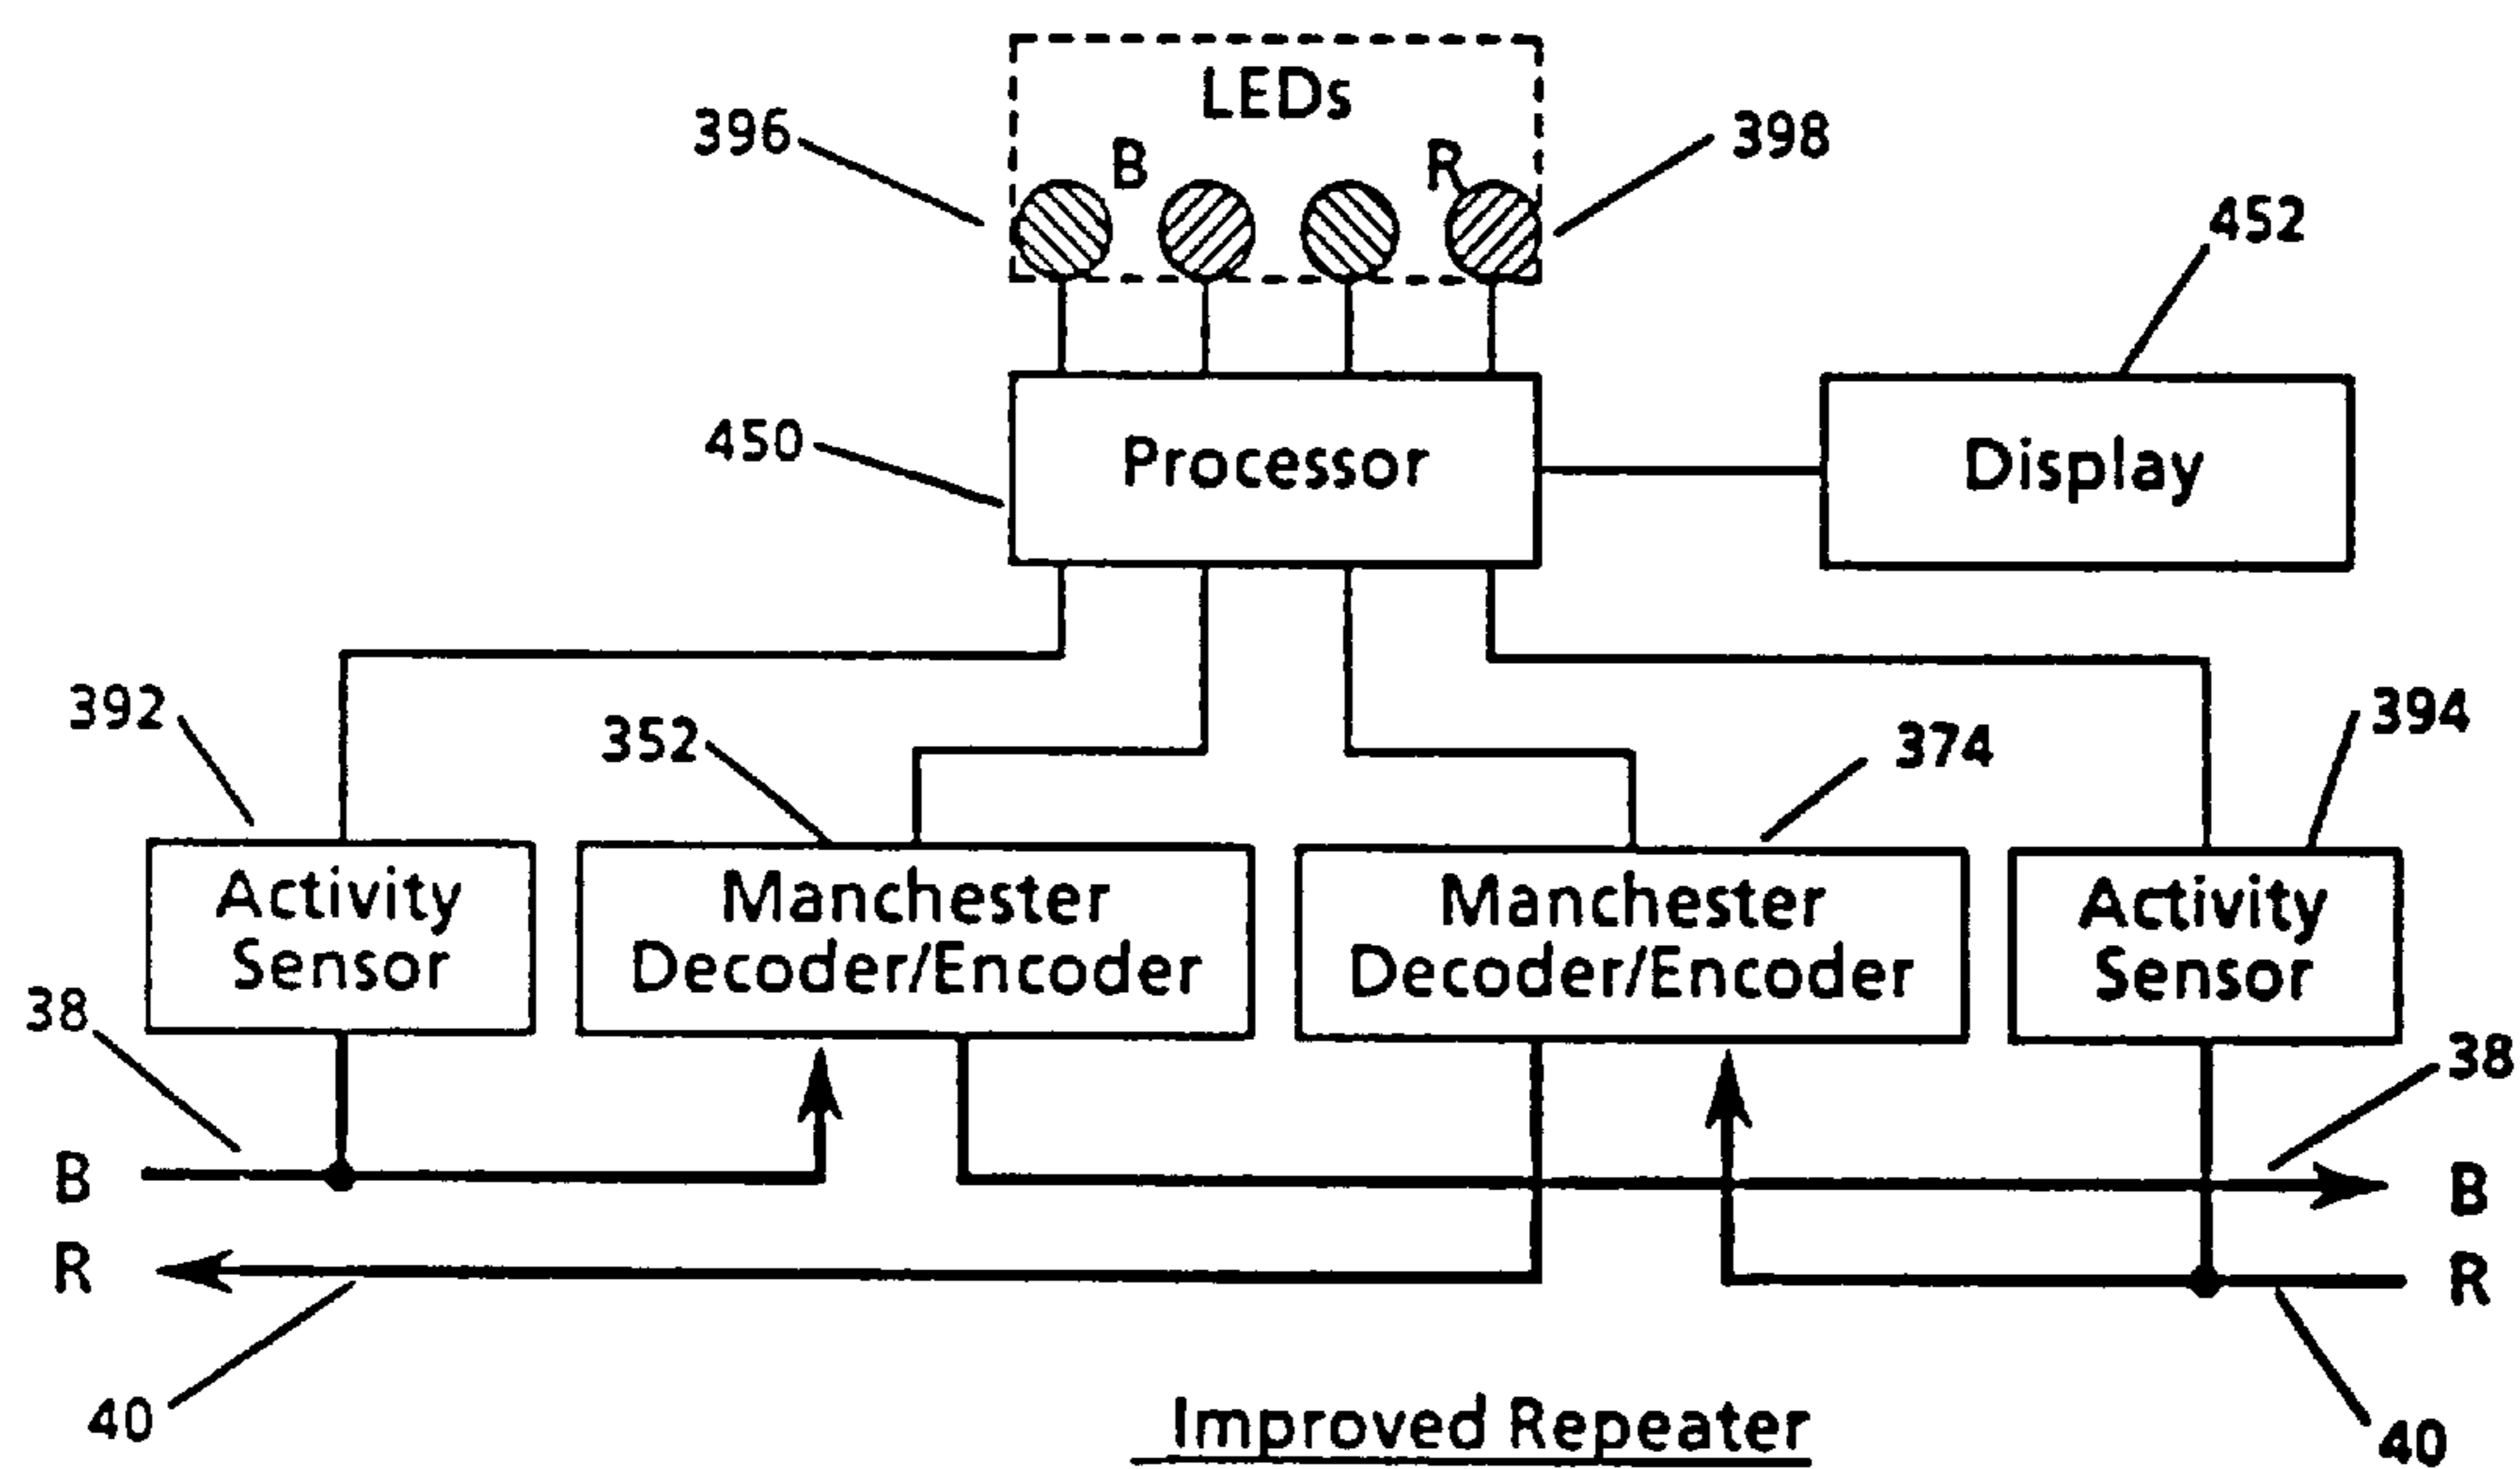 LEDs
396
B
R
398
452
450
Processor
Display
392
352
374
394
Activity
Sensor
Manchester
Decoder/Encoder
Manchester
Decoder/Encoder
Activity
Sensor
38
38
B
B
R
R
40
40
Improved Repeater